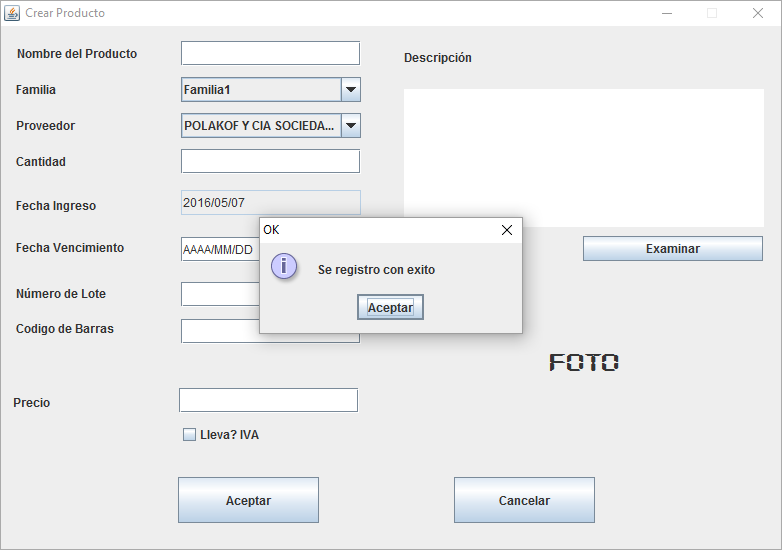 Crear Producto
Nombre del Producto
Descripción
Familia
Familia1
Proveedor
POLAKOF Y CIA SOCIEDA...
Cantidad
Fecha Ingreso
2016/05/07
Fecha Vencimiento
AAAA/MM/DD
OK
Se registro con exito
Aceptar
Examinar
Número de Lote
Codigo de Barras
FOTO
Precio
Lleva? IVA
Aceptar
Cancelar